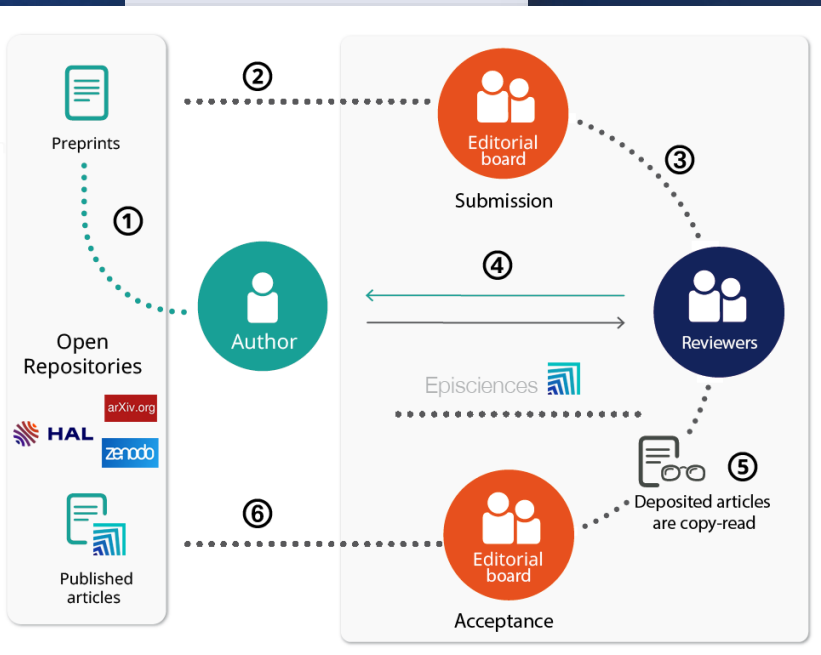 Preprints
①
Open
Repositories
arXiv.org
HAL
zenodo
Published
articles
②
Author
⑥
Editorial
board
Submission
③
④
Reviewers
Episciences
⑤
Deposited articles
are copy-read
Editorial
board
Acceptance